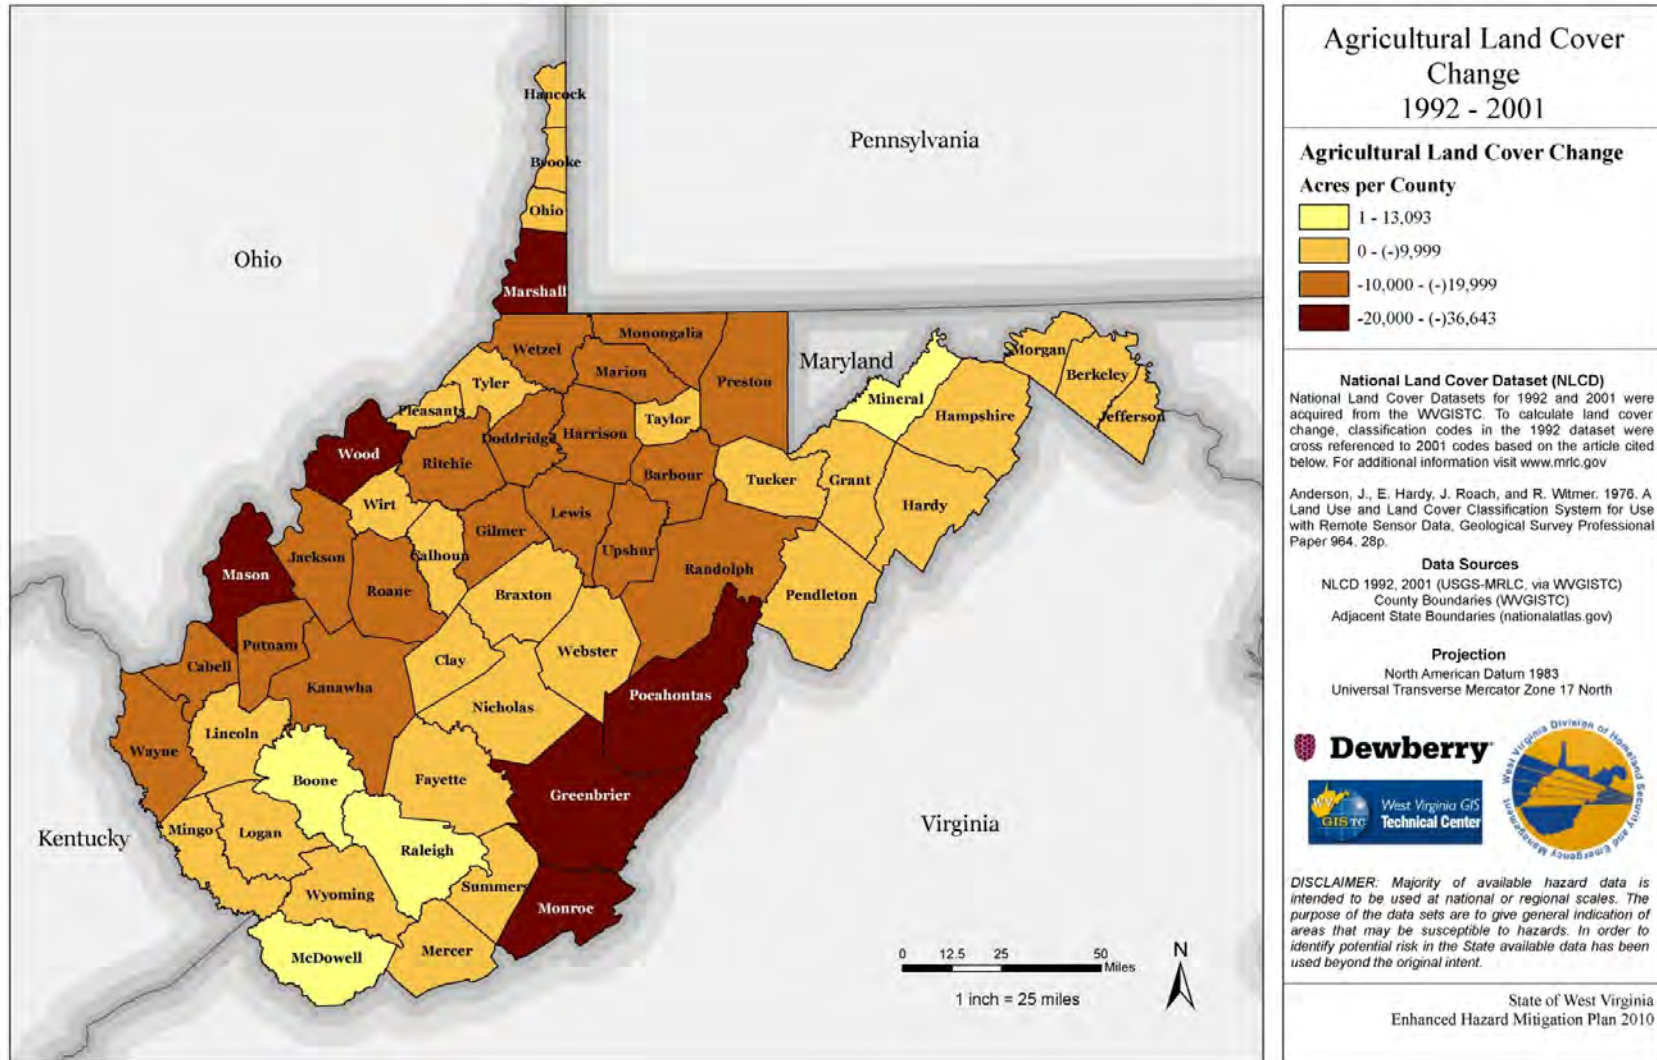 Hancock
Pennsylvania
Brooke
Ohio
Ohio
Marshall
Monongalia
Wetzel
Marion
Preston
Maryland
Morgan
Berkeley
Jefferson
Mineral
Hampshire
Tyler
Pleasants
Taylor
Doddridge
Harrison
Wood
Ritchie
Barbour
Tucker
Grant
Hardy
Wirt
Lewis
Gilmer
Calhoun
Upshur
Jackson
Randolph
Mason
Roane
Braxton
Pendleton
Putnam
Webster
Clay
Cabell
Kanawha
Pocahontas
Nicholas
Lincoln
Wayne
Boone
Fayette
Greenbrier
Virginia
Kentucky
Mingo
Logan
Raleigh
Summers
Wyoming
Monroe
McDowell
Mercer
0 12.5 25 50
Miles
1 inch = 25 miles
N
Agricultural Land Cover
Change
1992 - 2001
Agricultural Land Cover Change
Acres per County
1 - 13,093
0 - (-)9,999
-10,000 - (-)19,999
-20,000 - (-)36,643
National Land Cover Dataset (NLCD)
National Land Cover Datasets for 1992 and 2001 were
acquired from the WVGISTC. To calculate land cover
change, classification codes in the 1992 dataset were
cross referenced to 2001 codes based on the article cited
below. For additional information visit www.mrlc.gov
Anderson, J., E. Hardy, J. Roach, and R. Witmer. 1976. A
Land Use and Land Cover Classification System for Use
with Remote Sensor Data, Geological Survey Professional
Paper 964. 28p.
Data Sources
NLCD 1992, 2001 (USGS-MRLC, via WVGISTC)
County Boundaries (WVGISTC)
Adjacent State Boundaries (nationalatlas.gov)
Projection
North American Datum 1983
Universal Transverse Mercator Zone 17 North
Dewberry
West Virginia Division of Homeland Security and Emergency Management
WV
GIS TC
West Virginia GIS
Technical Center
DISCLAIMER: Majority of available hazard data is
intended to be used at national or regional scales. The
purpose of the data sets are to give general indication of
areas that may be susceptible to hazards. In order to
identify potential risk in the State available data has been
used beyond the original intent.
State of West Virginia
Enhanced Hazard Mitigation Plan 2010